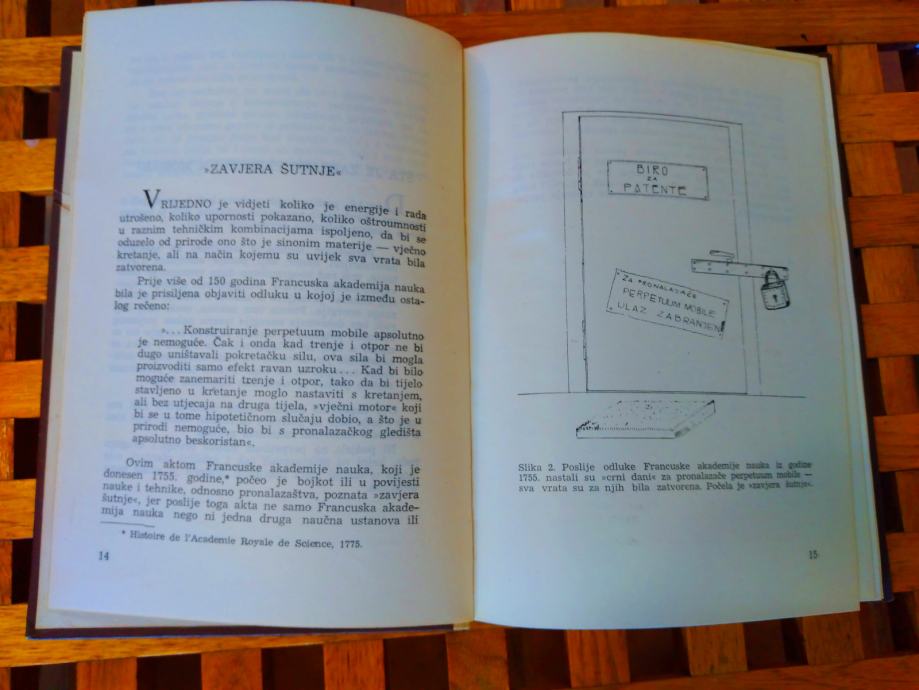 »ZAVJERA ŠUTNJE«
VRIJEDNO je vidjeti koliko je energije i rada
utrošeno, koliko upornosti pokazano, koliko oštroumnosti
u raznim tehničkim kombinacijama ispoljeno, da bi se
oduzelo od prirode ono što je sinonim materije — vječno
kretanje, ali na način kojemu su uvijek sva vrata bila
zatvorena.
Prije više od 150 godina Francuska akademija nauka
bila je prisiljena objaviti odluku u kojoj je između osta-
log rečeno:
». . . Konstruiranje perpetuum mobile apsolutno
je nemoguće. Čak i onda kad trenje i otpor ne bi
dugo uništavali pokretačku silu, ova sila bi mogla
proizvoditi samo efekt ravan uzroku . . . Kad bi bilo
moguće zanemariti trenje i otpor, tako da bi tijelo
stavljeno u kretanje moglo nastaviti s kretanjem,
ali bez utjecaja na druga tijela, »vječni motor« koji
bi se u tome hipotetičnom slučaju dobio, a što je u
prirodi nemoguće, bio bi s pronalazačkog gledišta
apsolutno beskoristan«.
Ovim aktom Francuske akademije nauka, koji je
donesen 1755. godine,* počeo je bojkot ili u povijesti
nauke i tehnike, odnosno pronalazaštva, poznata »zavjera
šutnje«, jer poslije toga akta ne samo Francuska akade-
mija nauka nego ni jedna druga naučna ustanova ili
* Histoire de l'Academie Royale de Science, 1775.
14
BIRO
ZA
PATENTE
ZA PRONALAZAČE
PERPETUUM MOBILE
ULAZ ZABRANJEN
Slika 2. Poslije odluke Francuske akademije nauka iz godine
1755. nastali su »crni dani« za pronalazače perpetuum mobile —
sva vrata su za njih bila zatvorena. Počela je »zavjera šutnje«.
15